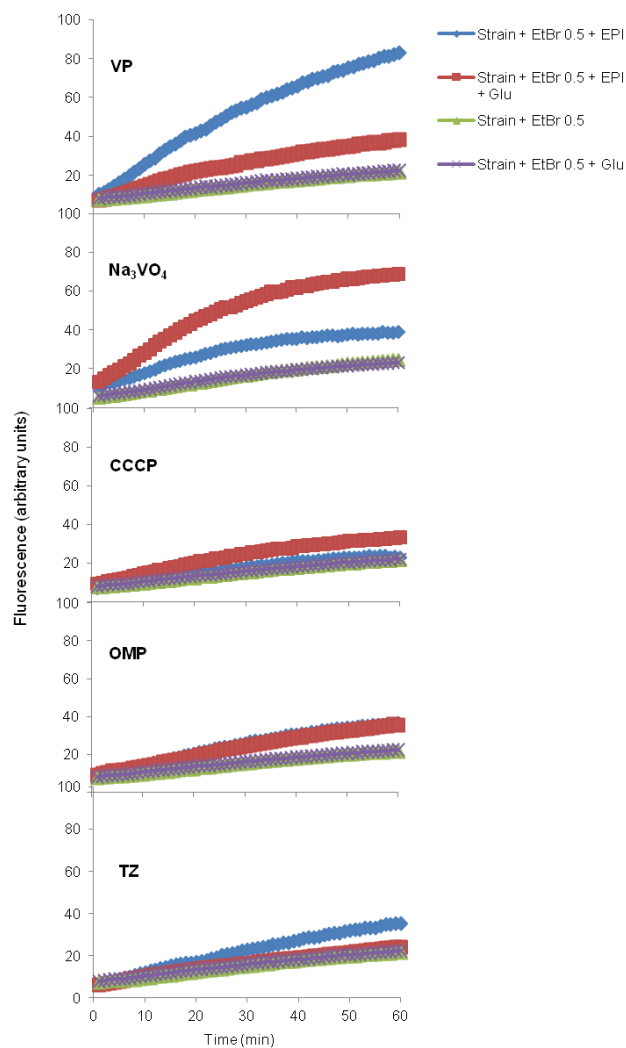 100
80
60
40
20
VP
Strain + EtBr 0.5 + EPI
Strain + EtBr 0.5 + EPI
+ Glu
Strain + EtBr 0.5
Strain + EtBr 0.5 + Glu
100
80
60
40
20
Na₃VO₄
100
80
60
40
20
CCCP
100
80
60
40
20
OMP
100
80
60
40
20
0
TZ
0 10 20 30 40 50 60
Time (min)
Fluorescence (arbitrary units)